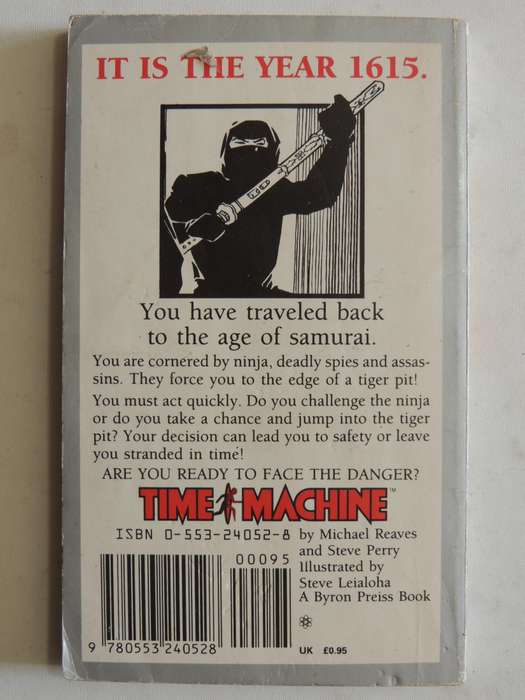 IT IS THE YEAR 1615.
You have traveled back
to the age of samurai.
You are cornered by ninja, deadly spies and assas-
sins. They force you to the edge of a tiger pit!
You must act quickly. Do you challenge the ninja
or do you take a chance and jump into the tiger
pit? Your decision can lead you to safety or leave
you stranded in time!
ARE YOU READY TO FACE THE DANGER?
TIME MACHINE™
ISBN 0-553-24052-8
by Michael Reaves
and Steve Perry
Illustrated by
Steve Leialoha
A Byron Preiss Book
00095
9 780553 240528
UK £0.95